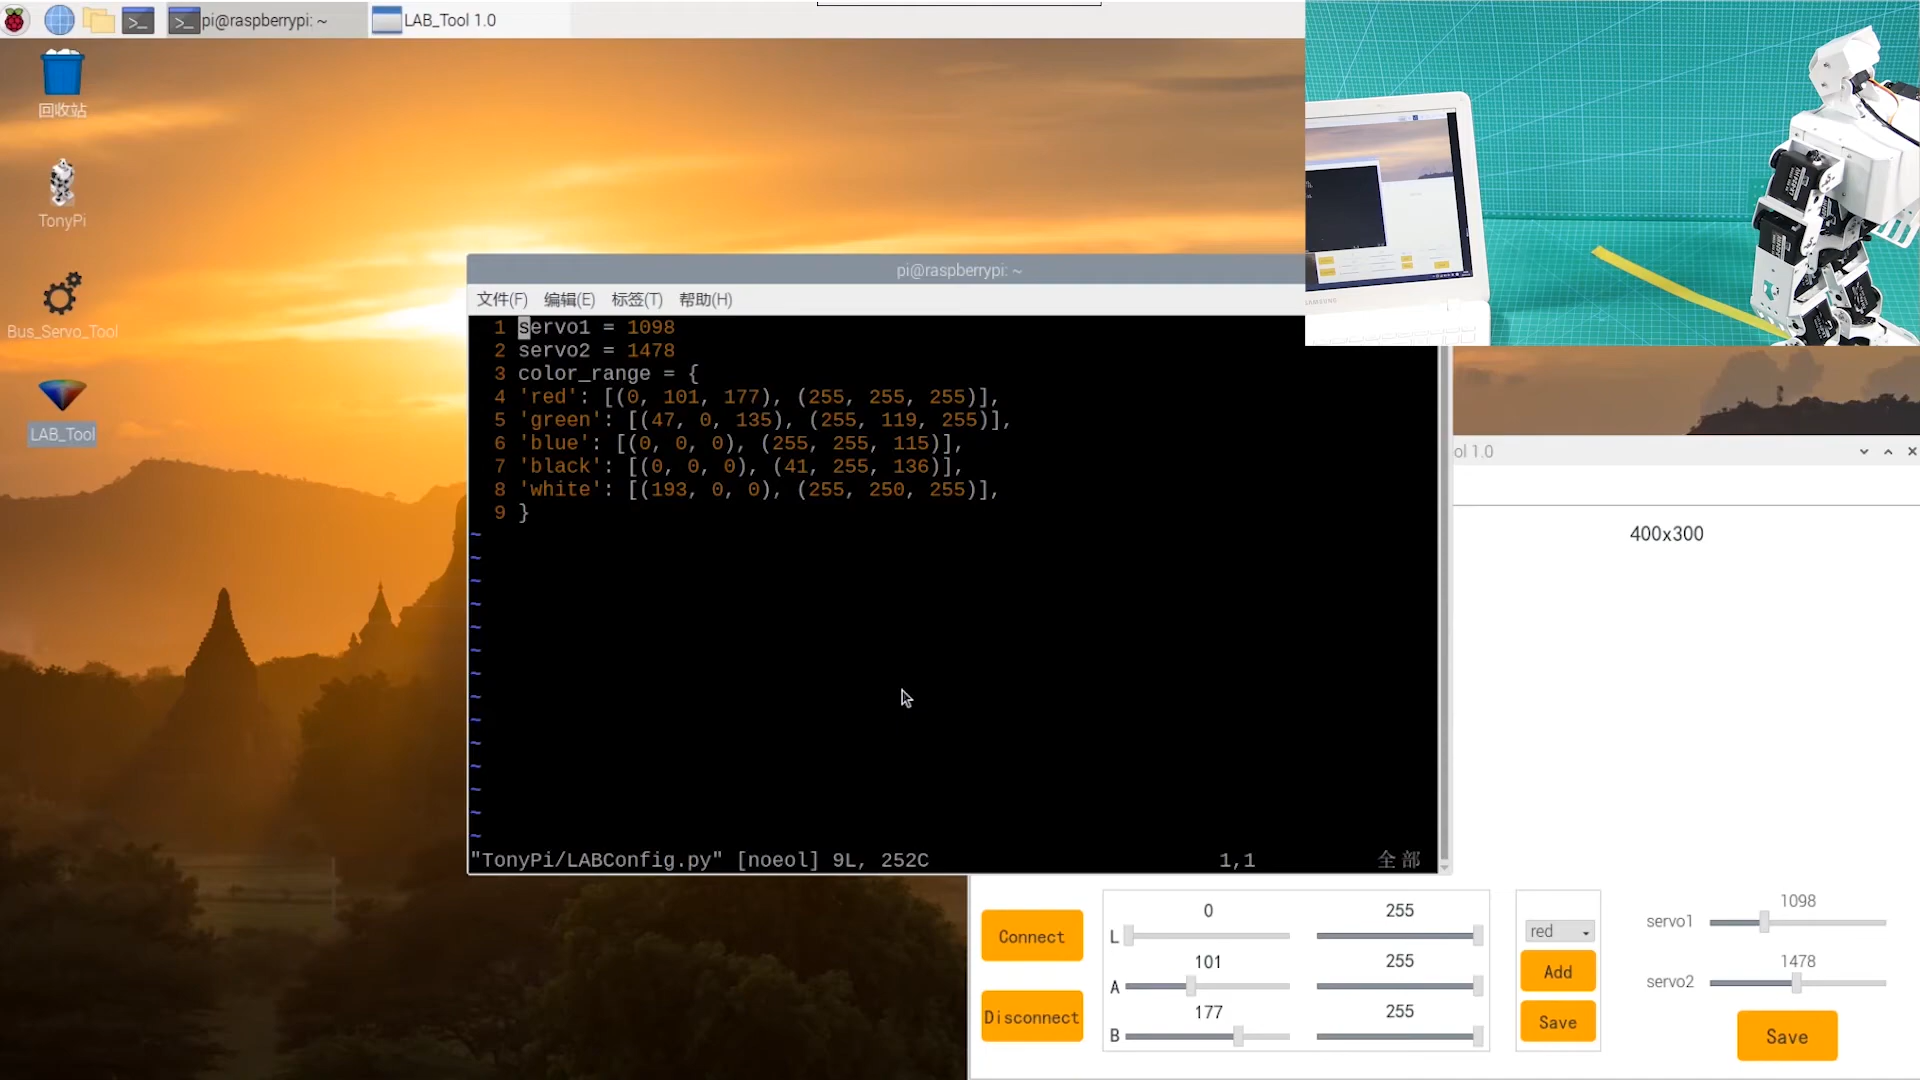 pi@raspberrypi: ~
LAB_Tool 1.0
回收站
TonyPi
Bus_Servo_Tool
LAB_Tool
pi@raspberrypi: ~
文件(F) 编辑(E) 标签(T) 帮助(H)
1 servo1 = 1098
2 servo2 = 1478
3 color_range = {
4 'red': [(0, 101, 177), (255, 255, 255)],
5 'green': [(47, 0, 135), (255, 119, 255)],
6 'blue': [(0, 0, 0), (255, 255, 115)],
7 'black': [(0, 0, 0), (41, 255, 136)],
8 'white': [(193, 0, 0), (255, 250, 255)],
9 }
~
~
~
~
~
~
~
~
~
~
~
~
~
~
"TonyPi/LABConfig.py" [noeol] 9L, 252C 1,1 全部
SAMSUNG
ol 1.0
400x300
Connect
Disconnect
0 255
L
101 255
A
177 255
B
red
Add
Save
1098
servo1
1478
servo2
Save